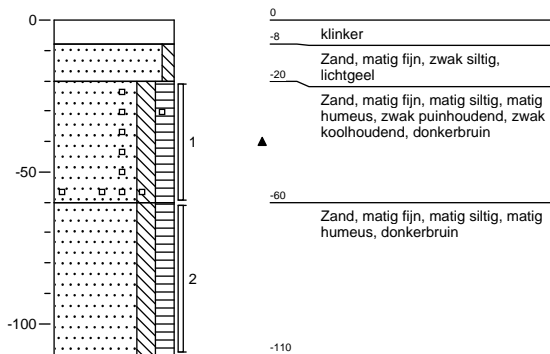 0
-50
-100
1
2
0
klinker
-8
Zand, matig fijn, zwak siltig,
lichtgeel
-20
Zand, matig fijn, matig siltig, matig
humeus, zwak puinhoudend, zwak
koolhoudend, donkerbruin
-60
Zand, matig fijn, matig siltig, matig
humeus, donkerbruin
-110